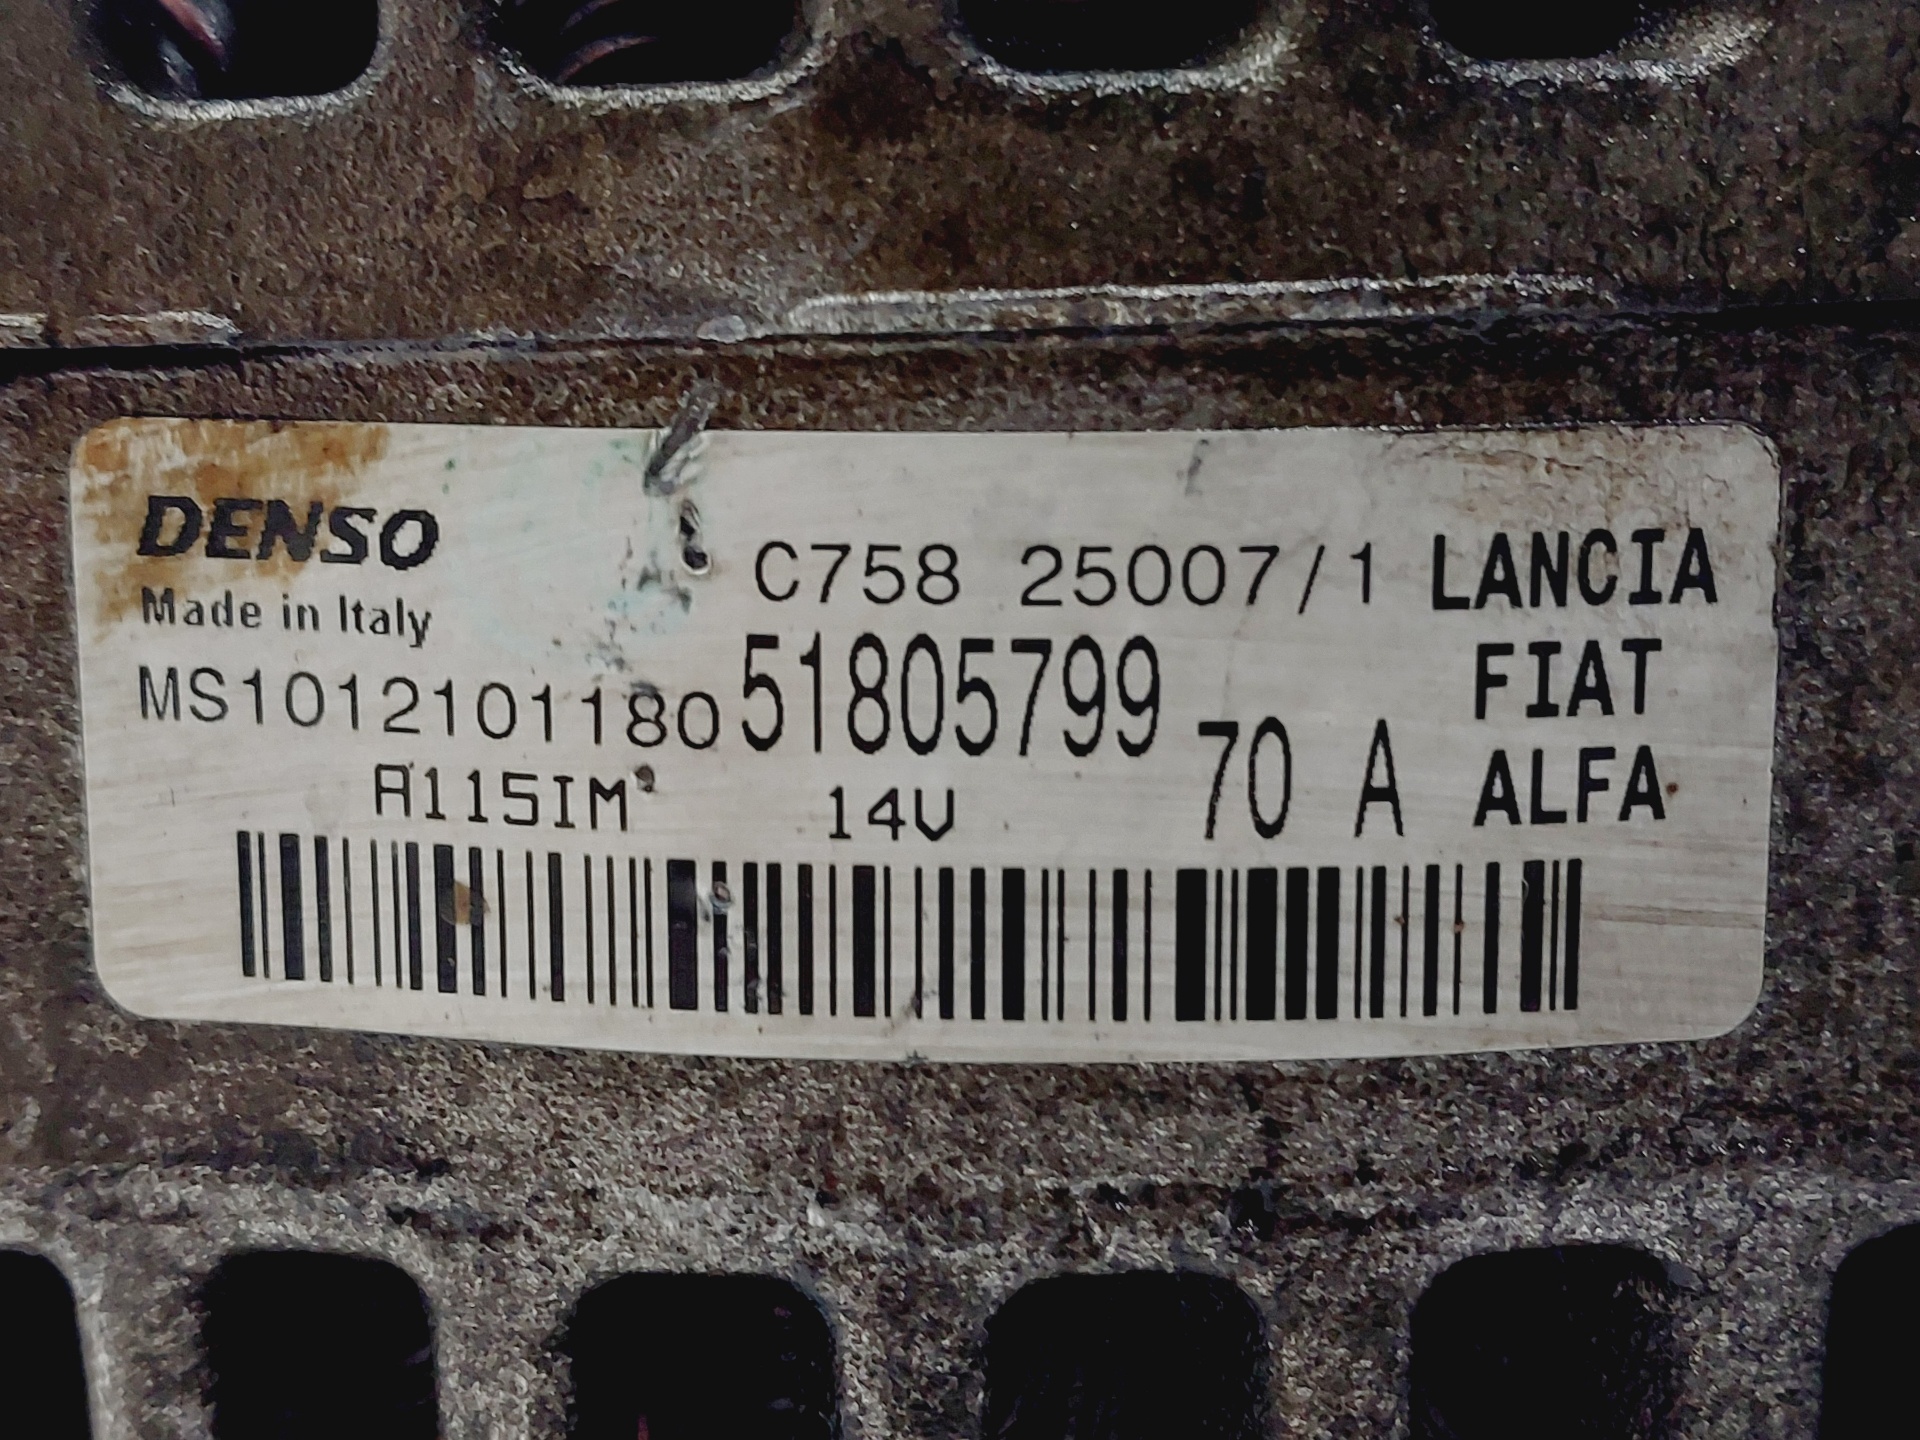 DENSO
Made in Italy
C758 25007/1 LANCIA
MS1012101180 51805799 FIAT
A115IM 14V 70 A ALFA